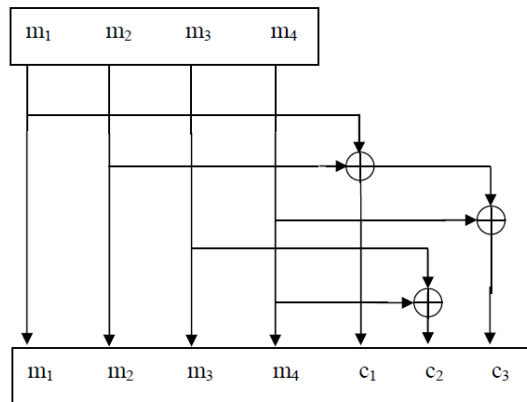 m₁ m₂ m₃ m₄
m₁ m₂ m₃ m₄ c₁ c₂ c₃